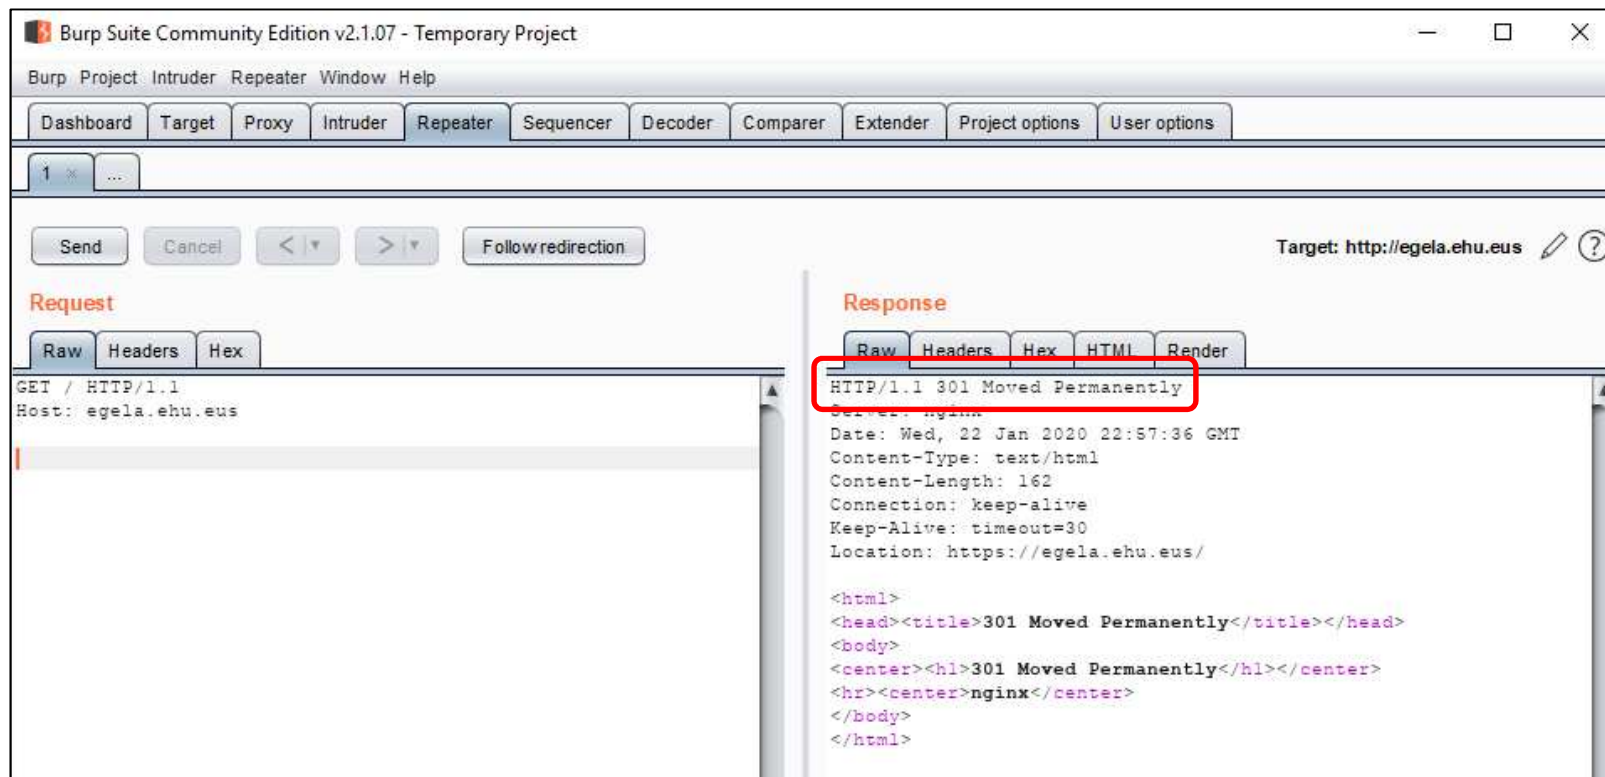 Burp Suite Community Edition v2.1.07 - Temporary Project
Burp Project Intruder Repeater Window Help
Dashboard Target Proxy Intruder Repeater Sequencer Decoder Comparer Extender Project options User options
1 × ...
Send Cancel < > Follow redirection Target: http://egela.ehu.eus ?
Request
Raw Headers Hex
GET / HTTP/1.1
Host: egela.ehu.eus
Response
Raw Headers Hex HTML Render
HTTP/1.1 301 Moved Permanently
Server: nginx
Date: Wed, 22 Jan 2020 22:57:36 GMT
Content-Type: text/html
Content-Length: 162
Connection: keep-alive
Keep-Alive: timeout=30
Location: https://egela.ehu.eus/
<html>
<head><title>301 Moved Permanently</title></head>
<body>
<center><h1>301 Moved Permanently</h1></center>
<hr><center>nginx</center>
</body>
</html>